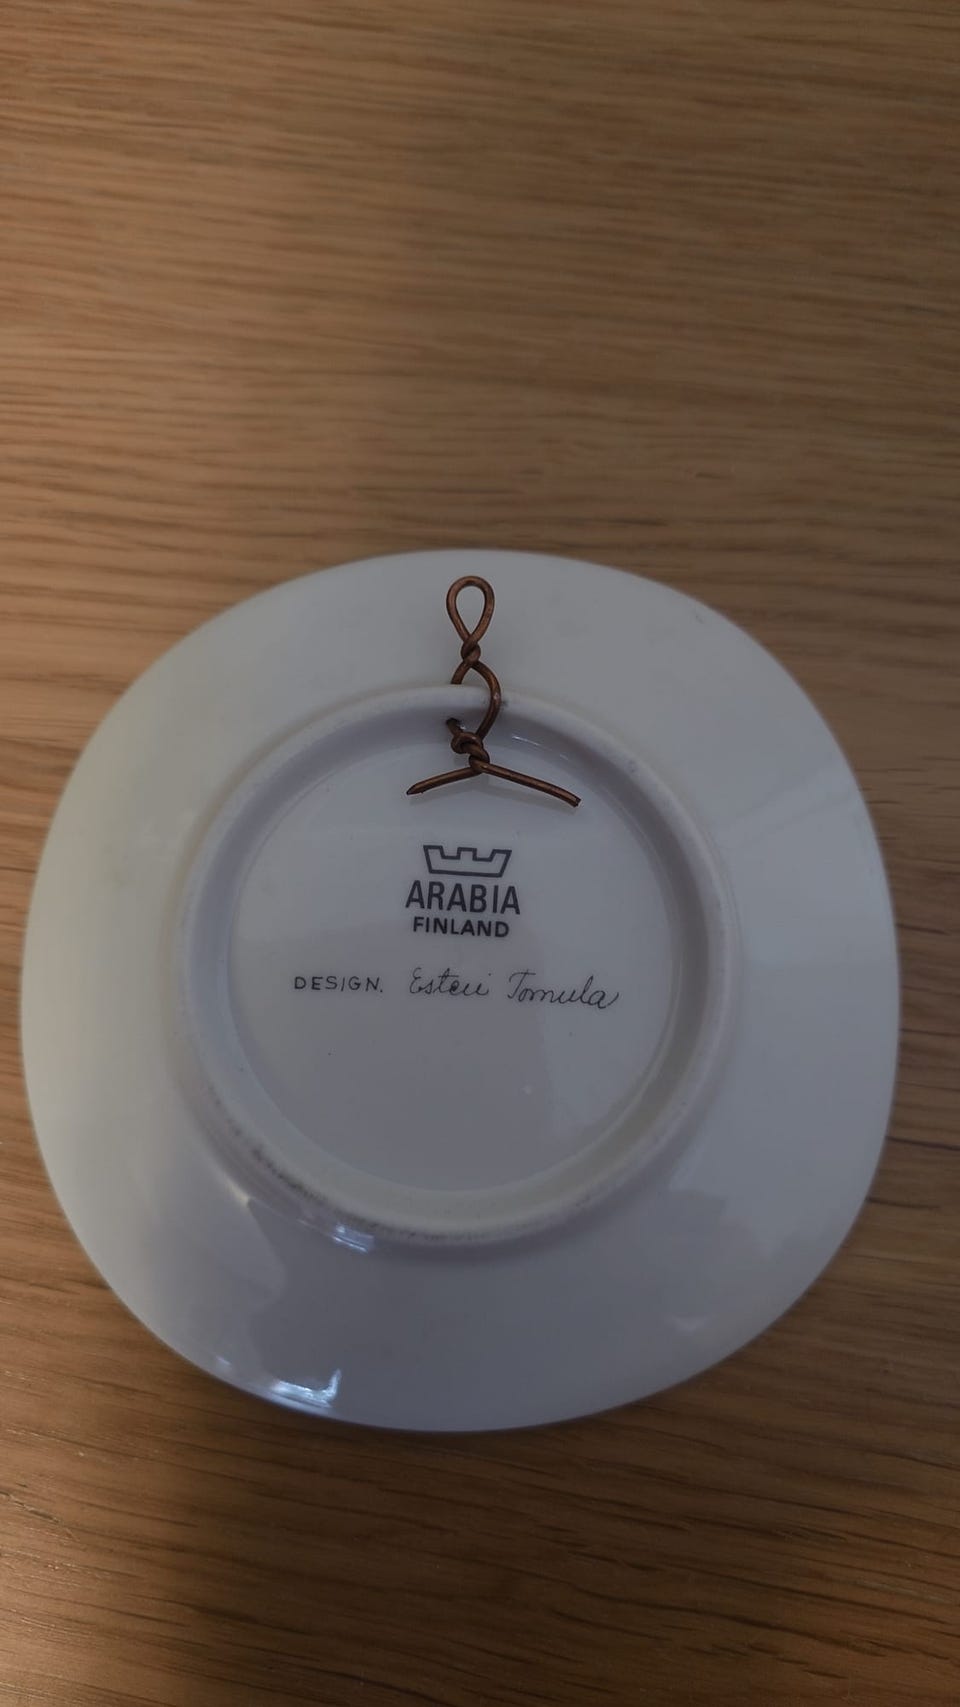 ARABIA
FINLAND
DESIGN. Esteri Tomula